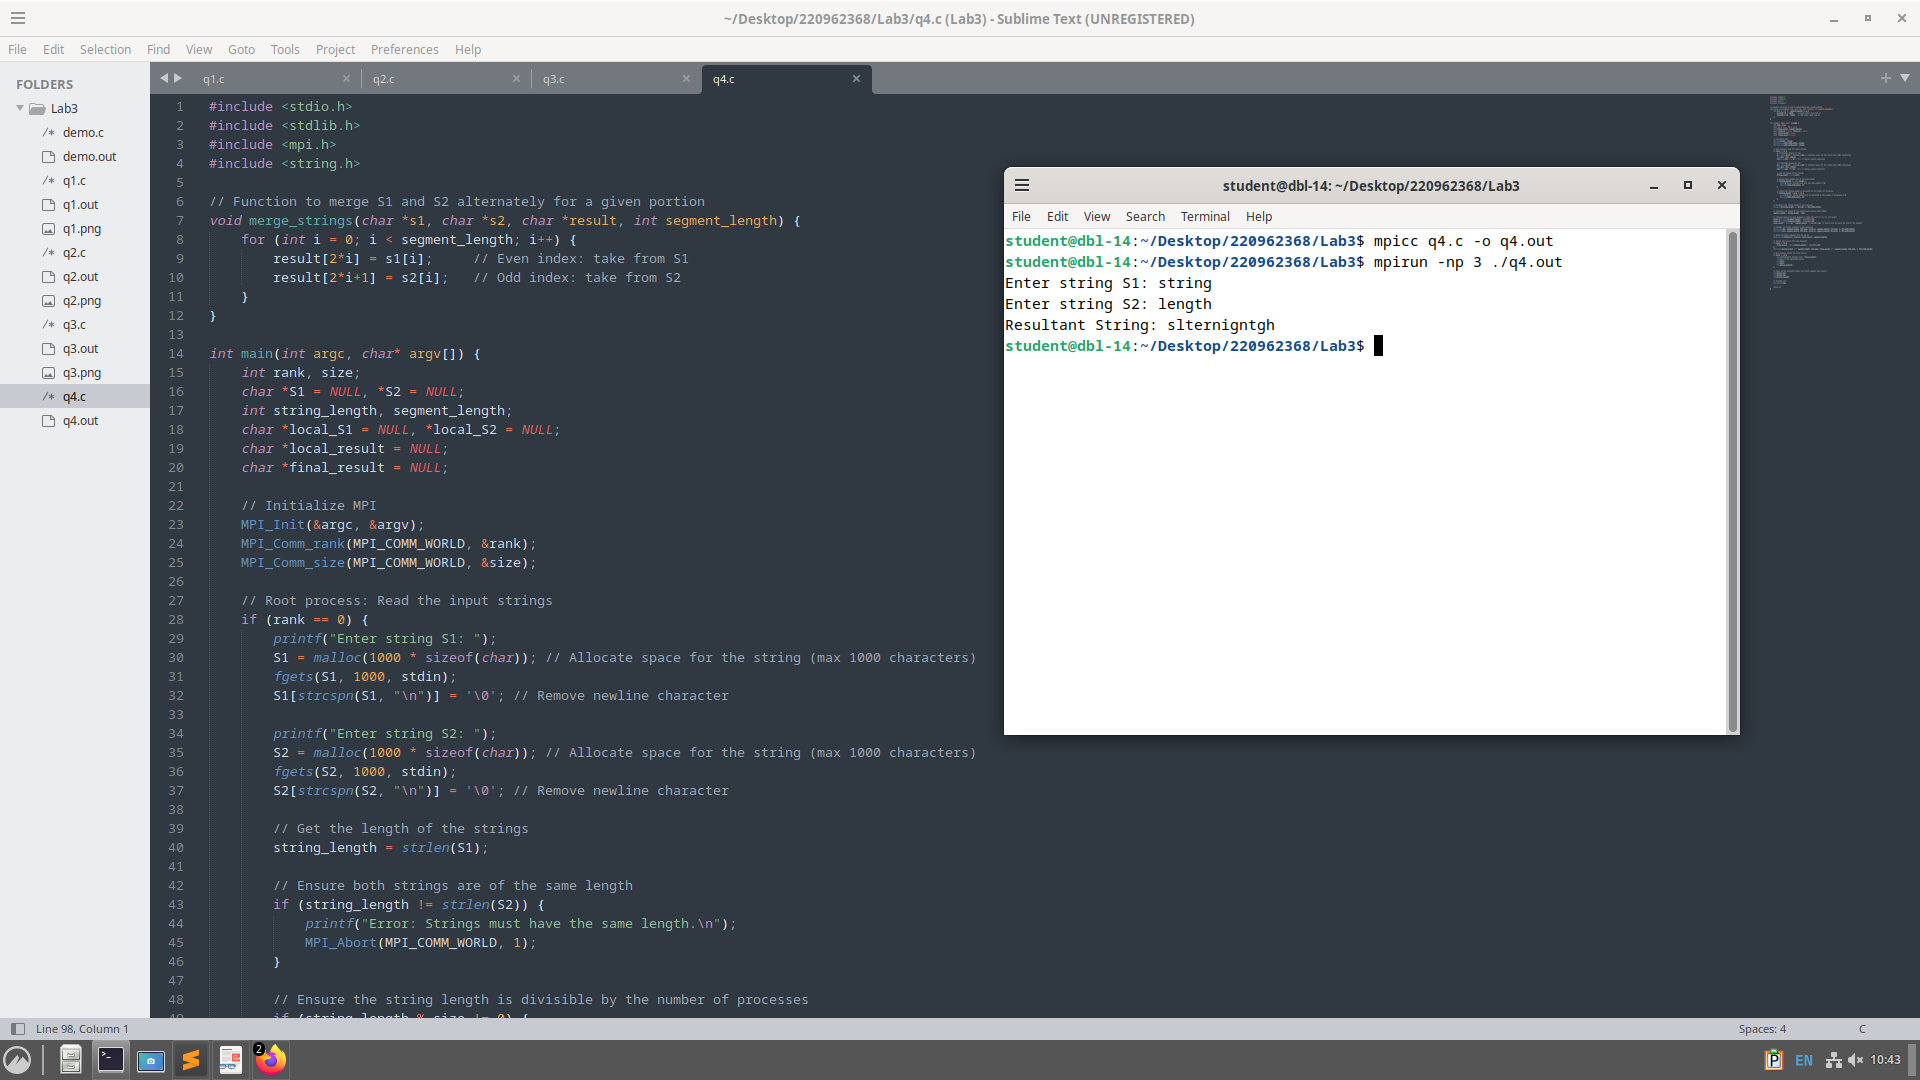 ~/Desktop/220962368/Lab3/q4.c (Lab3) - Sublime Text (UNREGISTERED)
File Edit Selection Find View Goto Tools Project Preferences Help
FOLDERS
Lab3
demo.c
demo.out
q1.c
q1.out
q1.png
q2.c
q2.out
q2.png
q3.c
q3.out
q3.png
q4.c
q4.out
q1.c q2.c q3.c q4.c
1 #include <stdio.h>
2 #include <stdlib.h>
3 #include <mpi.h>
4 #include <string.h>
5
6 // Function to merge S1 and S2 alternately for a given portion
7 void merge_strings(char *s1, char *s2, char *result, int segment_length) {
8 for (int i = 0; i < segment_length; i++) {
9 result[2*i] = s1[i]; // Even index: take from S1
10 result[2*i+1] = s2[i]; // Odd index: take from S2
11 }
12 }
13
14 int main(int argc, char* argv[]) {
15 int rank, size;
16 char *S1 = NULL, *S2 = NULL;
17 int string_length, segment_length;
18 char *local_S1 = NULL, *local_S2 = NULL;
19 char *local_result = NULL;
20 char *final_result = NULL;
21
22 // Initialize MPI
23 MPI_Init(&argc, &argv);
24 MPI_Comm_rank(MPI_COMM_WORLD, &rank);
25 MPI_Comm_size(MPI_COMM_WORLD, &size);
26
27 // Root process: Read the input strings
28 if (rank == 0) {
29 printf("Enter string S1: ");
30 S1 = malloc(1000 * sizeof(char)); // Allocate space for the string (max 1000 characters)
31 fgets(S1, 1000, stdin);
32 S1[strcspn(S1, "\n")] = '\0'; // Remove newline character
33
34 printf("Enter string S2: ");
35 S2 = malloc(1000 * sizeof(char)); // Allocate space for the string (max 1000 characters)
36 fgets(S2, 1000, stdin);
37 S2[strcspn(S2, "\n")] = '\0'; // Remove newline character
38
39 // Get the length of the strings
40 string_length = strlen(S1);
41
42 // Ensure both strings are of the same length
43 if (string_length != strlen(S2)) {
44 printf("Error: Strings must have the same length.\n");
45 MPI_Abort(MPI_COMM_WORLD, 1);
46 }
47
48 // Ensure the string length is divisible by the number of processes
49 if (string_length % size != 0) {
student@dbl-14: ~/Desktop/220962368/Lab3
File Edit View Search Terminal Help
student@dbl-14:~/Desktop/220962368/Lab3$ mpicc q4.c -o q4.out
student@dbl-14:~/Desktop/220962368/Lab3$ mpirun -np 3 ./q4.out
Enter string S1: string
Enter string S2: length
Resultant String: slternigntgh
student@dbl-14:~/Desktop/220962368/Lab3$
Line 98, Column 1
Spaces: 4 C
2
EN 10:43